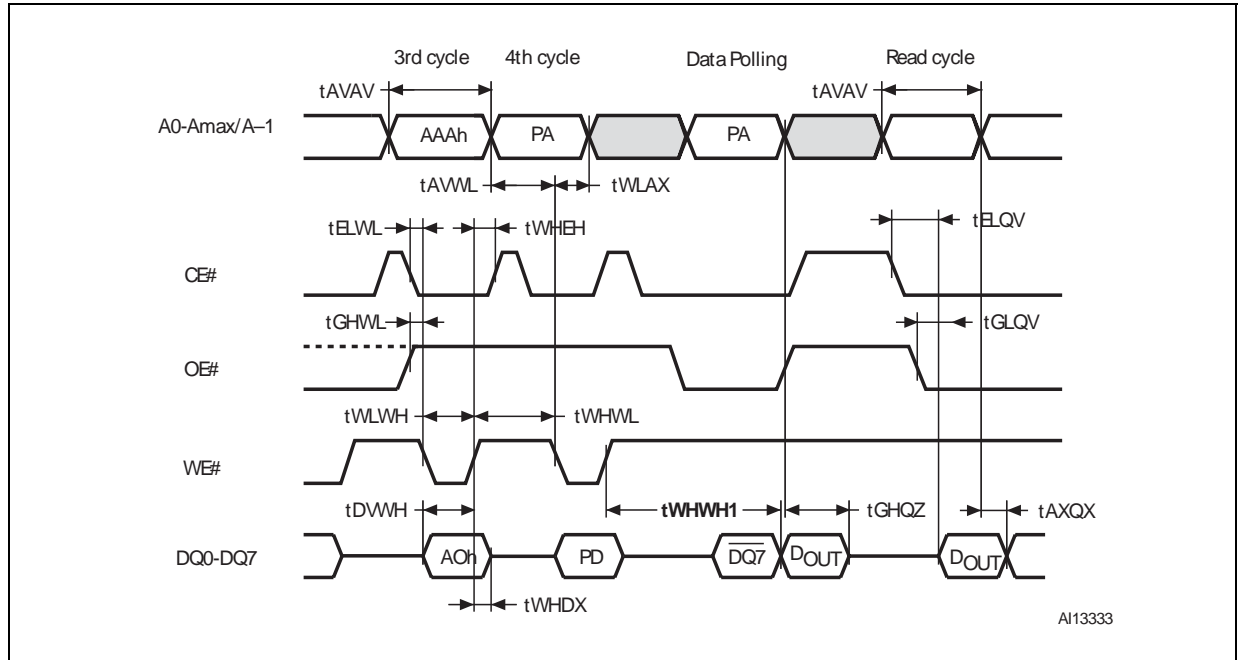 3rd cycle 4th cycle Data Polling Read cycle
tAVAV tAVAV
A0-Amax/A–1 AAAh PA PA
tAVWL tWLAX
tELWL tWHEH tELQV
CE#
tGHWL tGLQV
OE#
tWLWH tWHWL
WE#
tDVWH tWHWH1 tGHQZ tAXQX
DQ0-DQ7 AOh PD DQ7 DOUT DOUT
tWHDX
AI13333